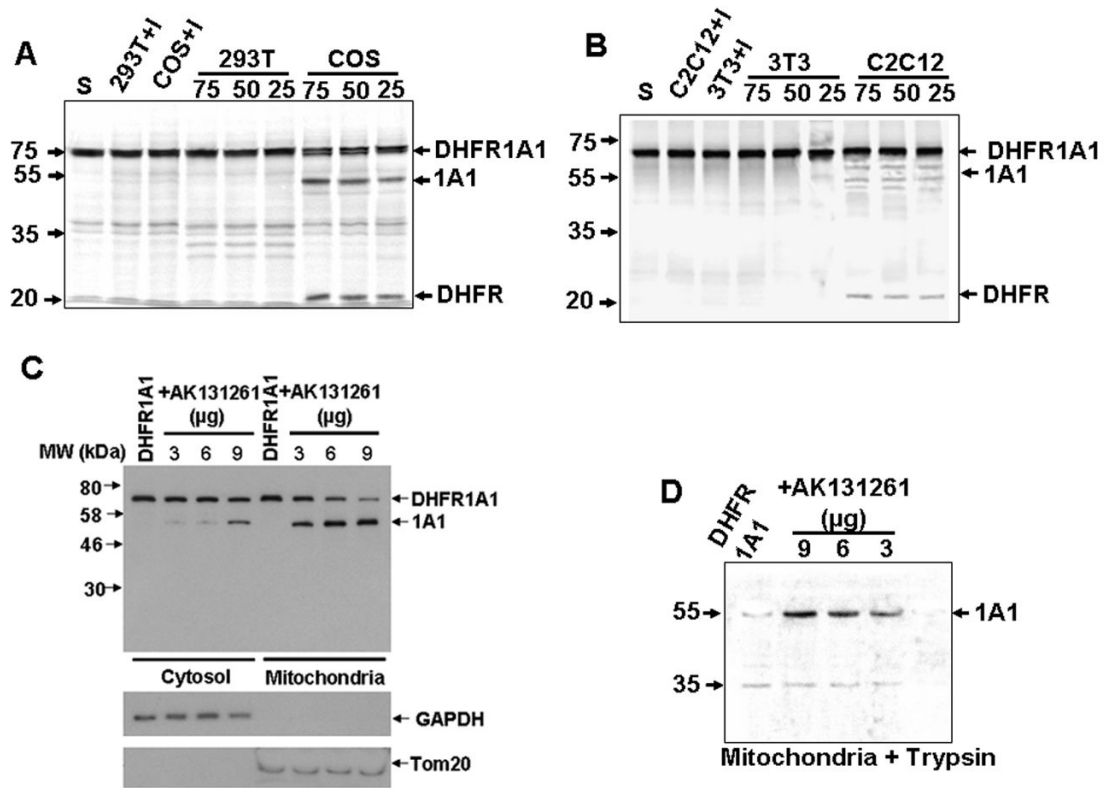 A
S 293T+I COS+I 293T COS
75 50 25 75 50 25
75
55
35
20
DHFR1A1
1A1
DHFR
B
S C2C12+I 3T3+I 3T3 C2C12
75 50 25 75 50 25
75
55
35
20
DHFR1A1
1A1
DHFR
C
DHFR1A1 +AK131261 DHFR1A1 +AK131261
(µg) (µg)
MW (kDa) 3 6 9 3 6 9
80
58
46
30
DHFR1A1
1A1
Cytosol Mitochondria
GAPDH
Tom20
D
DHFR
1A1
+AK131261
(µg)
9 6 3
55
35
1A1
Mitochondria + Trypsin